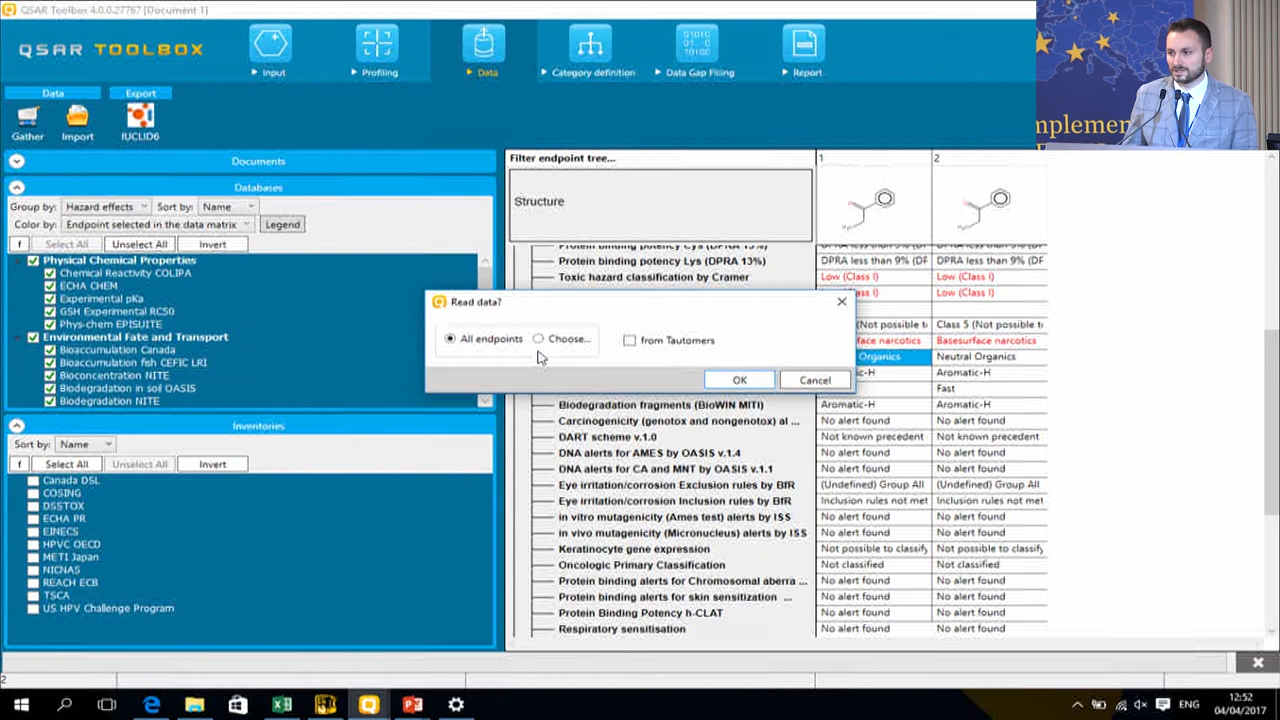 QSAR Toolbox 4.0.0.27767 [Document 1]
QSAR TOOLBOX
Input
Profiling
Data
Category definition
Data Gap Filling
Report
Data
Export
Gather
Import
IUCLID6
Documents
Databases
Group by: Hazard effects Sort by: Name
Color by: Endpoint selected in the data matrix Legend
f Select All Unselect All Invert
Physical Chemical Properties
Chemical Reactivity COLIPA
ECHA CHEM
Experimental pKa
GSH Experimental RC50
Phys-chem EPISUITE
Environmental Fate and Transport
Bioaccumulation Canada
Bioaccumulation fish CEFIC LRI
Bioconcentration NITE
Biodegradation in soil OASIS
Biodegradation NITE
Inventories
Sort by: Name
f Select All Unselect All Invert
Canada DSL
COSING
DSSTOX
ECHA PR
EINECS
HPVC OECD
METI Japan
NICNAS
REACH ECB
TSCA
US HPV Challenge Program
Filter endpoint tree...
1
2
Structure
Protein binding potency Cys (DPRA 13%)
Protein binding potency Lys (DPRA 13%) DPRA less than 9% (DF DPRA less than 9% (DF
Toxic hazard classification by Cramer Low (Class I) Low (Class I)
ss I) Low (Class I)
(Not possible t Class 5 (Not possible t
face narcotics Basesurface narcotics
Organics Neutral Organics
c-H Aromatic-H
Fast
Biodegradation fragments (BioWIN MITI) Aromatic-H Aromatic-H
Carcinogenicity (genotox and nongenotox) al ... No alert found No alert found
DART scheme v.1.0 Not known precedent Not known precedent
DNA alerts for AMES by OASIS v.1.4 No alert found No alert found
DNA alerts for CA and MNT by OASIS v.1.1 No alert found No alert found
Eye irritation/corrosion Exclusion rules by BfR (Undefined) Group All (Undefined) Group All
Eye irritation/corrosion Inclusion rules by BfR Inclusion rules not met Inclusion rules not met
in vitro mutagenicity (Ames test) alerts by ISS No alert found No alert found
in vivo mutagenicity (Micronucleus) alerts by ISS No alert found No alert found
Keratinocyte gene expression Not possible to classify Not possible to classify
Oncologic Primary Classification Not classified Not classified
Protein binding alerts for Chromosomal aberra ... No alert found No alert found
Protein binding alerts for skin sensitization ... No alert found No alert found
Protein Binding Potency h-CLAT No alert found No alert found
Respiratory sensitisation No alert found No alert found
Read data?
All endpoints Choose... from Tautomers
OK Cancel
mplemen
2
ENG
12:52
04/04/2017